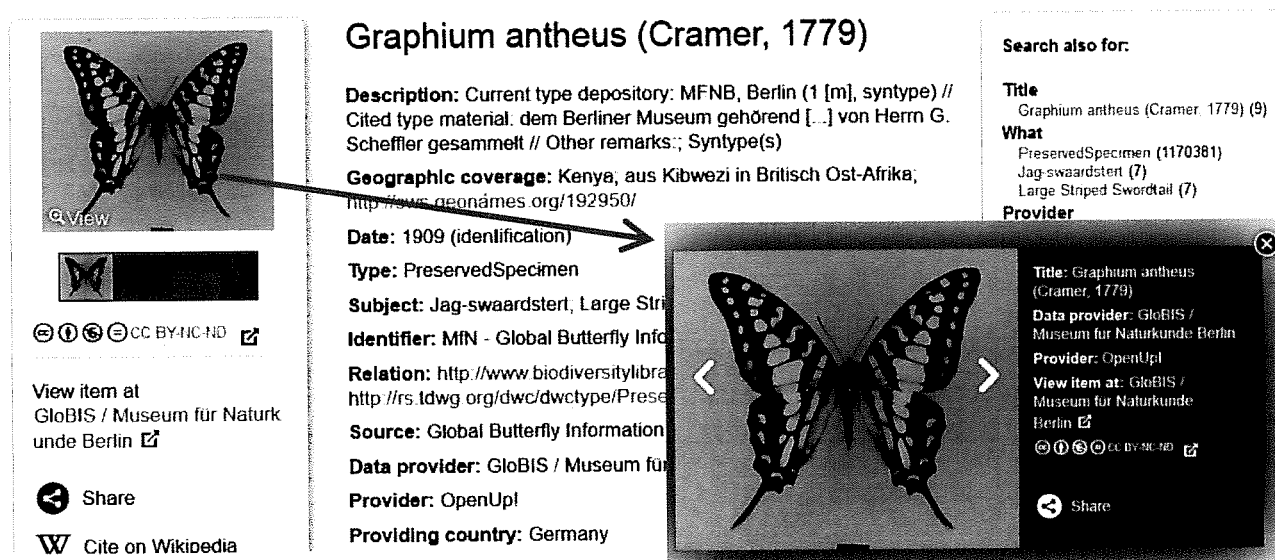 Graphium antheus (Cramer, 1779)
View
CC BY-NC-ND
View item at
GloBIS / Museum für Naturk
unde Berlin
Share
W Cite on Wikipedia
Description: Current type depository: MFNB, Berlin (1 [m], syntype) //
Cited type material: dem Berliner Museum gehörend [...] von Herrn G.
Scheffler gesammelt // Other remarks:; Syntype(s)
Geographic coverage: Kenya; aus Kibwezi in Britisch Ost-Afrika;
http://sws.geonames.org/192950/
Date: 1909 (identification)
Type: PreservedSpecimen
Subject: Jag-swaardstert, Large Stri
Identifier: MfN - Global Butterfly Info
Relation: http://www.biodiversitylibra
http://rs.tdwg.org/dwc/dwctype/Prese
Source: Global Butterfly Information
Data provider: GloBIS / Museum für
Provider: OpenUp!
Providing country: Germany
Search also for:
Title
Graphium antheus (Cramer, 1779) (9)
What
PreservedSpecimen (1170381)
Jag-swaardstert (7)
Large Striped Swordtail (7)
Provider
Title: Graphium antheus
(Cramer, 1779)
Data provider: GloBIS /
Museum für Naturkunde Berlin
Provider: OpenUp!
View item at: GloBIS /
Museum für Naturkunde
Berlin
CC BY-NC-ND
Share